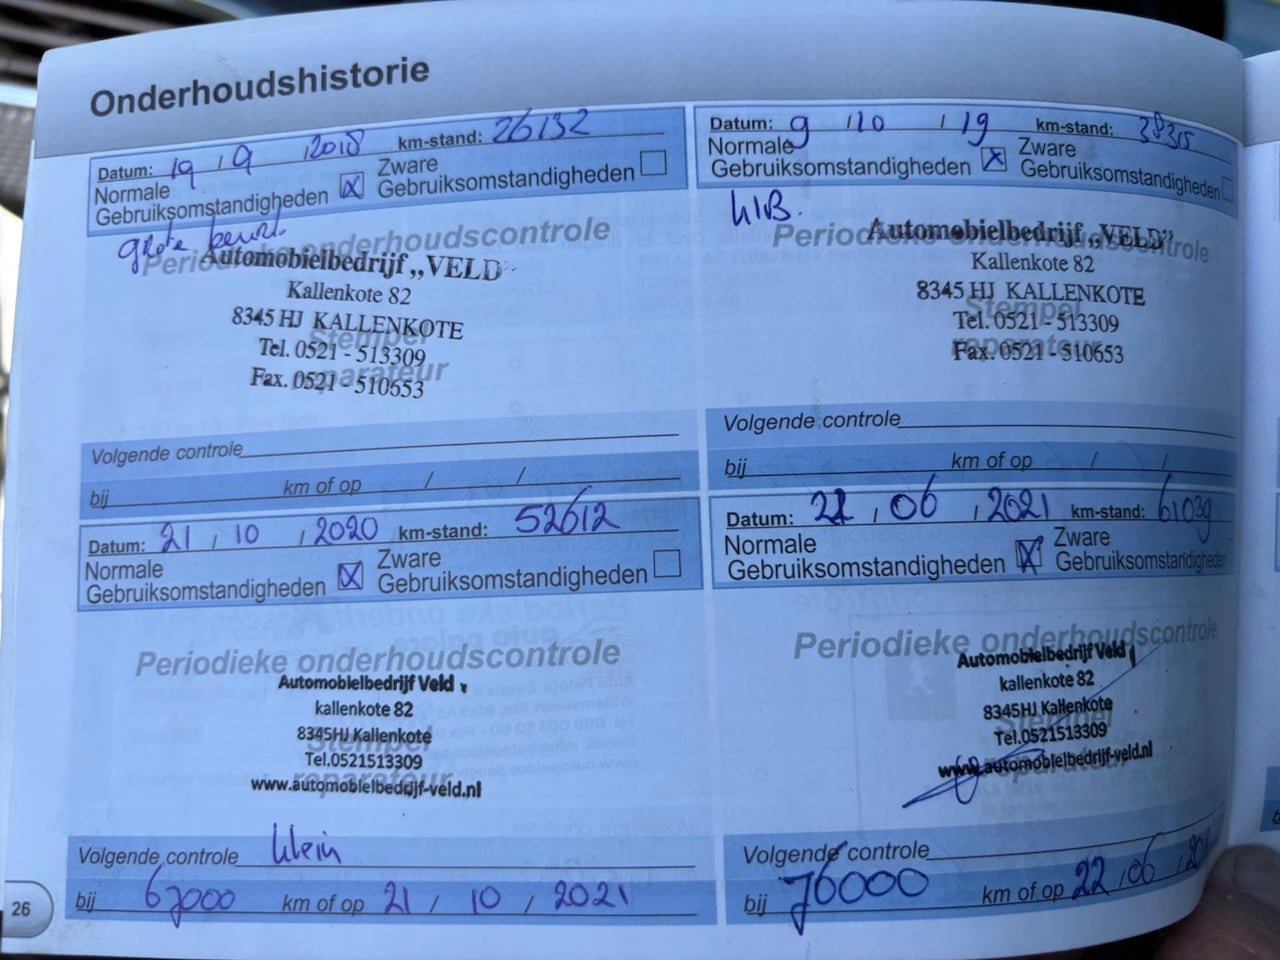 Onderhoudshistorie
Datum: 19 / 9 / 2018 km-stand: 26132
Normale Gebruiksomstandigheden X Zware Gebruiksomstandigheden
grote beurt
Periodieke onderhoudscontrole
Automobielbedrijf „VELD”
Kallenkote 82
8345 HJ KALLENKOTE
Stempel
Tel. 0521 - 513309
reparateur
Fax. 0521 - 510653
Volgende controle
bij km of op / /
Datum: 9 / 10 / 19 km-stand:
Normale Gebruiksomstandigheden X Zware Gebruiksomstandigheden
Periodieke onderhoudscontrole
Automobielbedrijf „VELD”
Kallenkote 82
8345 HJ KALLENKOTE
Stempel
Tel. 0521 - 513309
reparateur
Fax. 0521 - 510653
Volgende controle
bij km of op / /
Datum: 21 / 10 / 2020 km-stand: 52612
Normale Gebruiksomstandigheden X Zware Gebruiksomstandigheden
Periodieke onderhoudscontrole
Automobielbedrijf Veld
kallenkote 82
8345HJ Kallenkote
Stempel
Tel.0521513309
reparateur
www.automobielbedrijf-veld.nl
Volgende controle klein
bij 67000 km of op 21 / 10 / 2021
Datum: 22 / 06 / 2021 km-stand: 61039
Normale Gebruiksomstandigheden X Zware Gebruiksomstandigheden
Periodieke onderhoudscontrole
Automobielbedrijf Veld
kallenkote 82
8345HJ Kallenkote
Stempel
Tel.0521513309
www.automobielbedrijf-veld.nl
Volgende controle
bij 76000 km of op 22 / 06 /
26